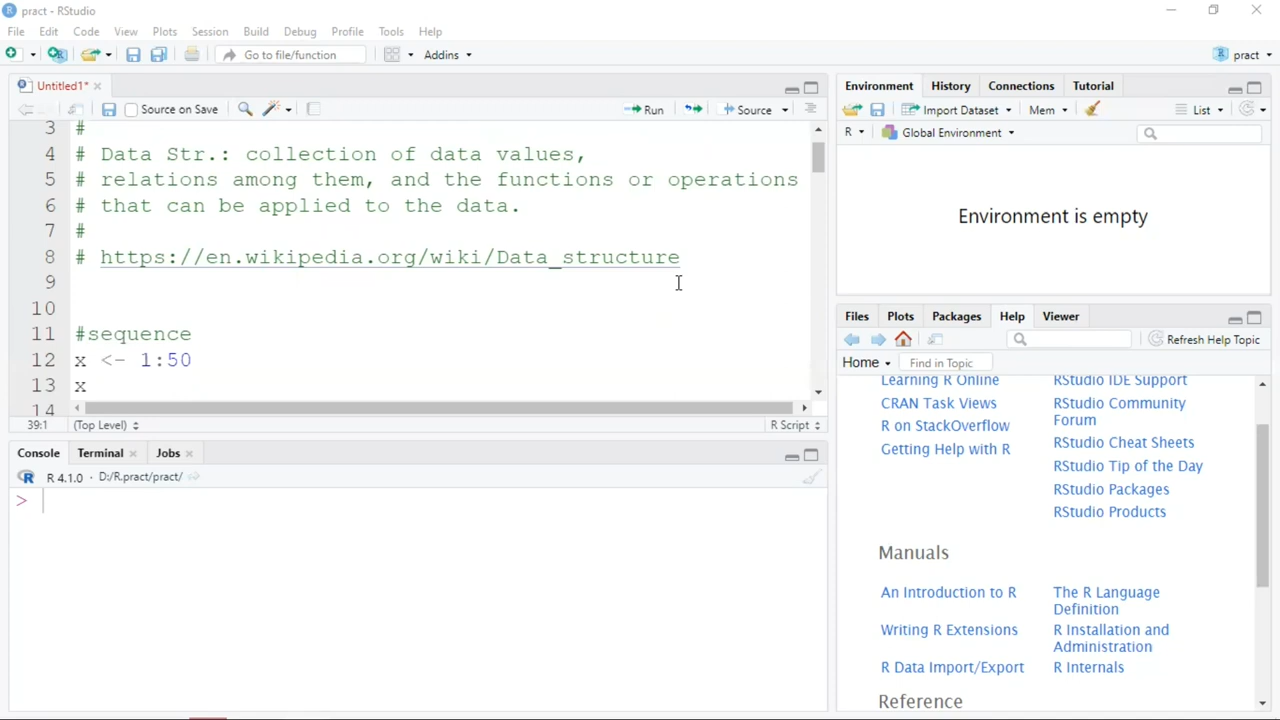 pract - RStudio
File Edit Code View Plots Session Build Debug Profile Tools Help
Go to file/function Addins pract
Untitled1*
Source on Save Run Source
3 #
4 # Data Str.: collection of data values,
5 # relations among them, and the functions or operations
6 # that can be applied to the data.
7 #
8 # https://en.wikipedia.org/wiki/Data_structure
9
10
11 #sequence
12 x <- 1:50
13 x
14
39:1 (Top Level) R Script
Console Terminal Jobs
R 4.1.0 · D:/R.pract/pract/
>
Environment History Connections Tutorial
Import Dataset Mem List
R Global Environment
Environment is empty
Files Plots Packages Help Viewer
Refresh Help Topic
Home Find in Topic
Learning R Online RStudio IDE Support
CRAN Task Views RStudio Community
Forum
R on StackOverflow
Getting Help with R RStudio Cheat Sheets
RStudio Tip of the Day
RStudio Packages
RStudio Products
Manuals
An Introduction to R The R Language
Definition
Writing R Extensions R Installation and
Administration
R Data Import/Export R Internals
Reference